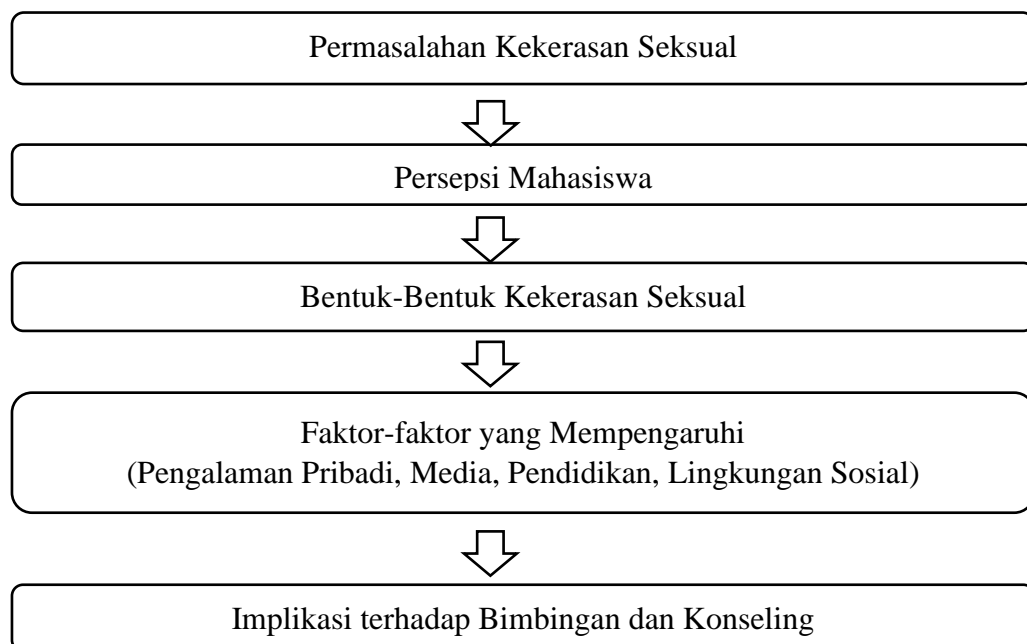 Permasalahan Kekerasan Seksual
Persepsi Mahasiswa
Bentuk-Bentuk Kekerasan Seksual
Faktor-faktor yang Mempengaruhi
(Pengalaman Pribadi, Media, Pendidikan, Lingkungan Sosial)
Implikasi terhadap Bimbingan dan Konseling